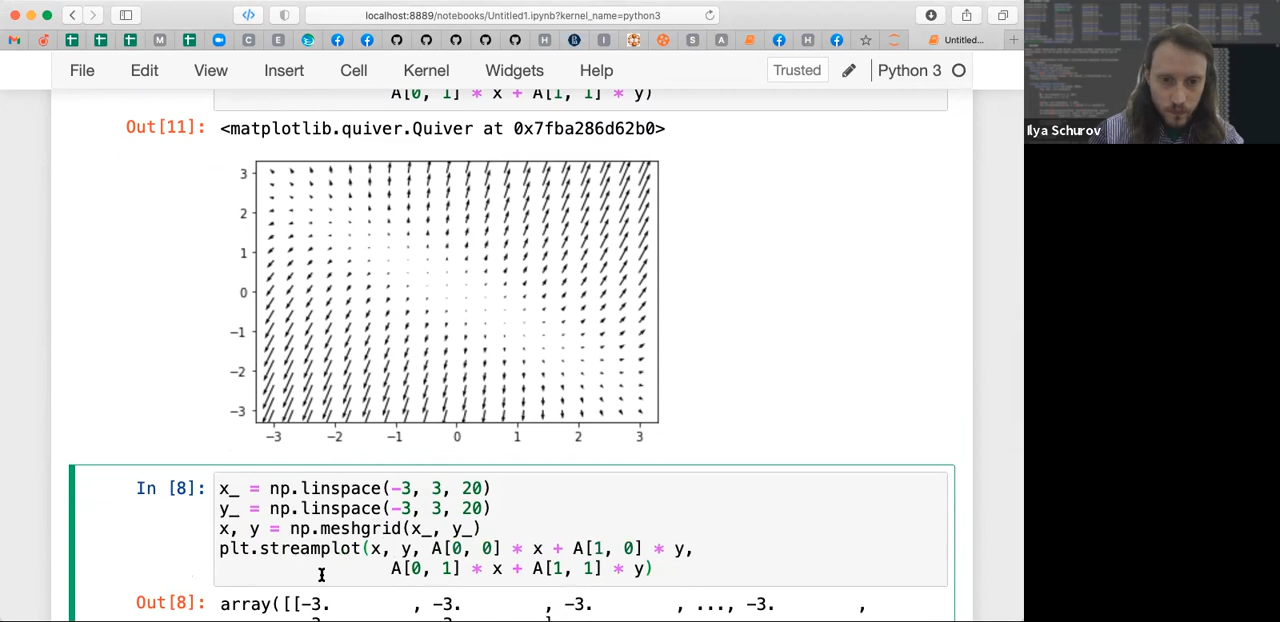 localhost:8889/notebooks/Untitled1.ipynb?kernel_name=python3
Untitled...
File Edit View Insert Cell Kernel Widgets Help Trusted Python 3
A[0, 1] * x + A[1, 1] * y)
Out[11]: <matplotlib.quiver.Quiver at 0x7fba286d62b0>
3
2
1
0
−1
−2
−3
−3 −2 −1 0 1 2 3
In [8]: x_ = np.linspace(-3, 3, 20)
y_ = np.linspace(-3, 3, 20)
x, y = np.meshgrid(x_, y_)
plt.streamplot(x, y, A[0, 0] * x + A[1, 0] * y,
A[0, 1] * x + A[1, 1] * y)
Out[8]: array([[-3. , -3. , -3. , ..., -3. ,
Ilya Schurov